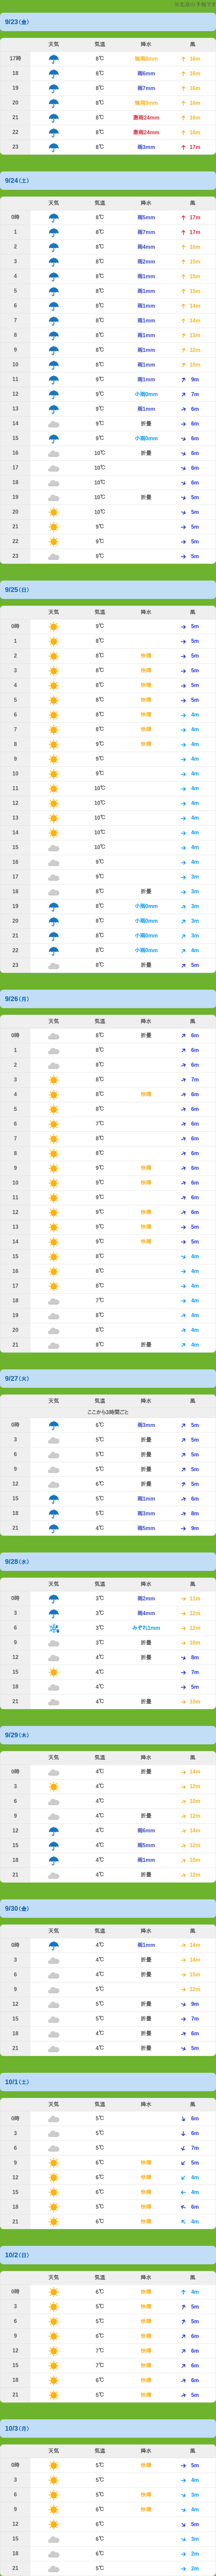 9/23(金)
天気 気温 降水 風
17時 8℃ 16m
18 8℃ 雨6mm 16m
19 8℃ 雨7mm 16m
20 8℃ 16m
21 8℃ 激雨24mm 16m
22 8℃ 激雨24mm 16m
23 8℃ 雨3mm 17m
9/24(土)
天気 気温 降水 風
0時 8℃ 雨5mm 17m
1 8℃ 雨7mm 17m
2 8℃ 雨4mm 16m
3 8℃ 雨2mm 15m
4 8℃ 雨1mm 15m
5 8℃ 雨1mm 15m
6 8℃ 雨1mm 14m
7 8℃ 雨1mm 14m
8 8℃ 雨1mm 13m
9 8℃ 雨1mm 12m
10 8℃ 雨1mm 10m
11 9℃ 雨1mm 9m
12 9℃ 小雨0mm 7m
13 9℃ 雨1mm 6m
14 9℃ 折曇 6m
15 9℃ 小雨0mm 6m
16 10℃ 折曇 6m
17 10℃ 5m
18 10℃ 5m
19 10℃ 折曇 5m
20 10℃ 5m
21 9℃ 5m
22 9℃ 5m
23 9℃ 5m
9/25(日)
天気 気温 降水 風
0時 9℃ 5m
1 8℃ 5m
2 8℃ 快晴 5m
3 8℃ 快晴 5m
4 8℃ 快晴 5m
5 8℃ 快晴 5m
6 8℃ 快晴 4m
7 8℃ 快晴 4m
8 9℃ 快晴 4m
9 9℃ 4m
10 9℃ 4m
11 10℃ 4m
12 10℃ 4m
13 10℃ 4m
14 10℃ 4m
15 10℃ 4m
16 9℃ 4m
17 9℃ 3m
18 8℃ 折曇 3m
19 8℃ 小雨0mm 3m
20 8℃ 小雨0mm 3m
21 8℃ 小雨0mm 3m
22 8℃ 小雨0mm 4m
23 8℃ 折曇 5m
9/26(月)
天気 気温 降水 風
0時 8℃ 折曇 6m
1 8℃ 6m
2 8℃ 6m
3 8℃ 7m
4 8℃ 快晴 6m
5 8℃ 6m
6 7℃ 6m
7 8℃ 6m
8 8℃ 6m
9 9℃ 快晴 6m
10 9℃ 快晴 6m
11 9℃ 6m
12 9℃ 快晴 6m
13 9℃ 快晴 5m
14 9℃ 快晴 5m
15 8℃ 4m
16 8℃ 4m
17 8℃ 4m
18 7℃ 4m
19 8℃ 4m
20 8℃ 4m
21 8℃ 折曇 4m
9/27(火)
天気 気温 降水 風
ここから3時間ごと
0時 6℃ 雨3mm 5m
3 5℃ 折曇 5m
6 5℃ 折曇 5m
9 5℃ 折曇 5m
12 6℃ 折曇 5m
15 5℃ 雨1mm 6m
18 5℃ 雨3mm 8m
21 4℃ 雨5mm 9m
9/28(水)
天気 気温 降水 風
0時 3℃ 雨2mm 11m
3 3℃ 雨4mm 12m
6 3℃ みぞれ1mm 12m
9 3℃ 折曇 10m
12 4℃ 折曇 8m
15 4℃ 7m
18 4℃ 5m
21 3℃ 折曇 10m
9/29(木)
天気 気温 降水 風
0時 4℃ 折曇 14m
3 4℃ 12m
6 4℃ 10m
9 4℃ 折曇 12m
12 4℃ 雨6mm 14m
15 4℃ 雨5mm 12m
18 4℃ 雨1mm 10m
21 4℃ 折曇 12m
9/30(金)
天気 気温 降水 風
0時 4℃ 雨1mm 14m
3 4℃ 折曇 14m
6 4℃ 折曇 15m
9 5℃ 12m
12 5℃ 折曇 9m
15 5℃ 折曇 7m
18 4℃ 折曇 6m
21 4℃ 折曇 5m
10/1(土)
天気 気温 降水 風
0時 5℃ 6m
3 5℃ 6m
6 5℃ 7m
9 6℃ 快晴 5m
12 6℃ 快晴 4m
15 6℃ 快晴 4m
18 5℃ 快晴 6m
21 6℃ 快晴 4m
10/2(日)
天気 気温 降水 風
0時 6℃ 快晴 4m
3 5℃ 快晴 5m
6 5℃ 快晴 5m
9 6℃ 快晴 6m
12 7℃ 快晴 6m
15 7℃ 快晴 6m
18 6℃ 快晴 6m
21 5℃ 快晴 5m
10/3(月)
天気 気温 降水 風
0時 5℃ 快晴 5m
3 5℃ 4m
6 5℃ 快晴 3m
9 6℃ 快晴 4m
12 6℃ 5m
15 6℃ 3m
18 6℃ 2m
21 5℃ 2m